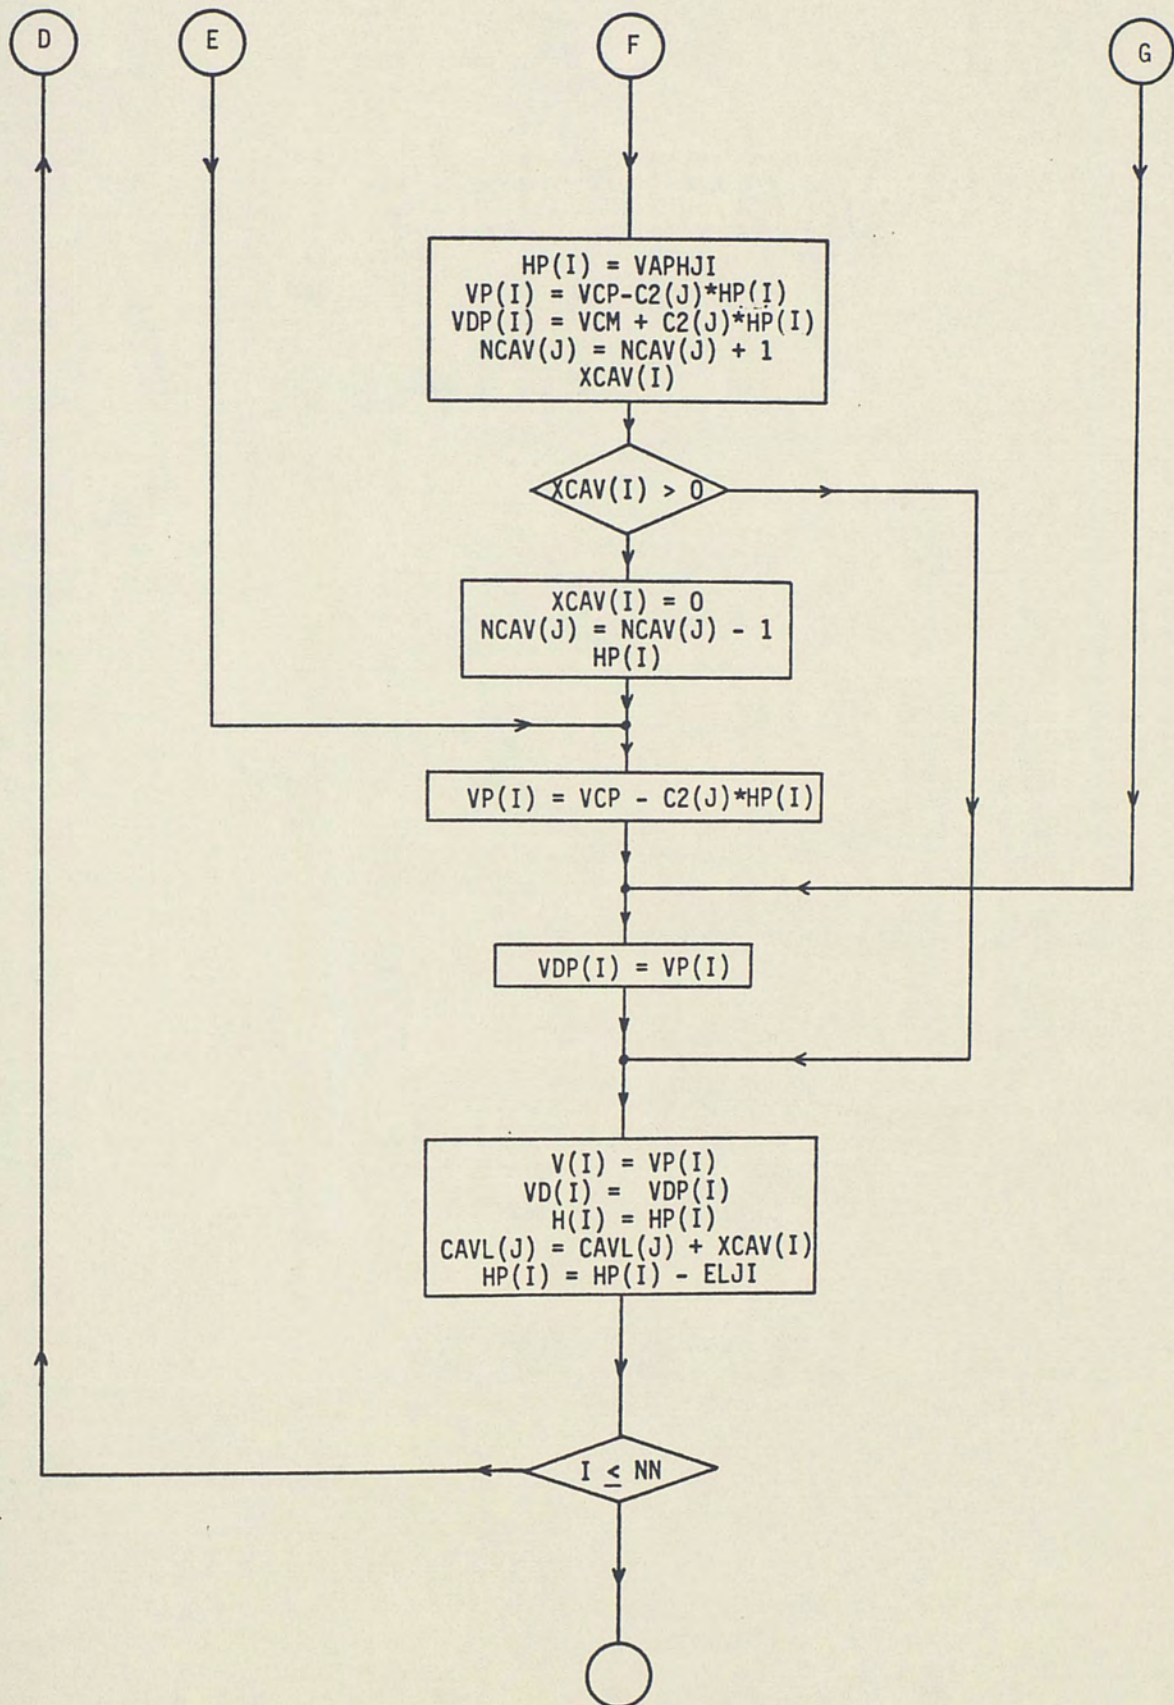 D
E
F
G
HP(I) = VAPHJI
VP(I) = VCP-C2(J)*HP(I)
VDP(I) = VCM + C2(J)*HP(I)
NCAV(J) = NCAV(J) + 1
XCAV(I)
XCAV(I) > 0
XCAV(I) = 0
NCAV(J) = NCAV(J) - 1
HP(I)
VP(I) = VCP - C2(J)*HP(I)
VDP(I) = VP(I)
V(I) = VP(I)
VD(I) = VDP(I)
H(I) = HP(I)
CAVL(J) = CAVL(J) + XCAV(I)
HP(I) = HP(I) - ELJI
I ≤ NN